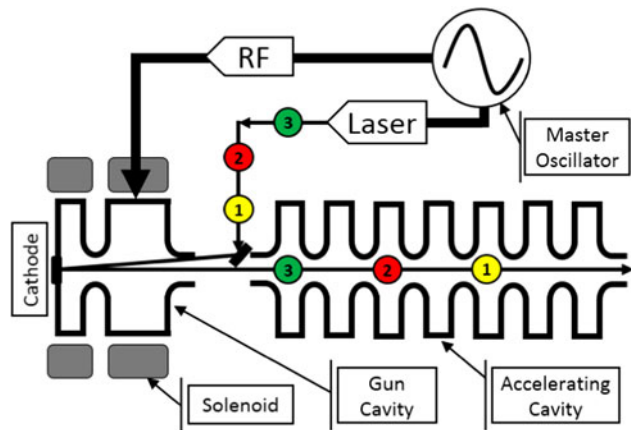 RF
Laser
Master
Oscillator
3
2
1
Cathode
3
2
1
Solenoid
Gun
Cavity
Accelerating
Cavity